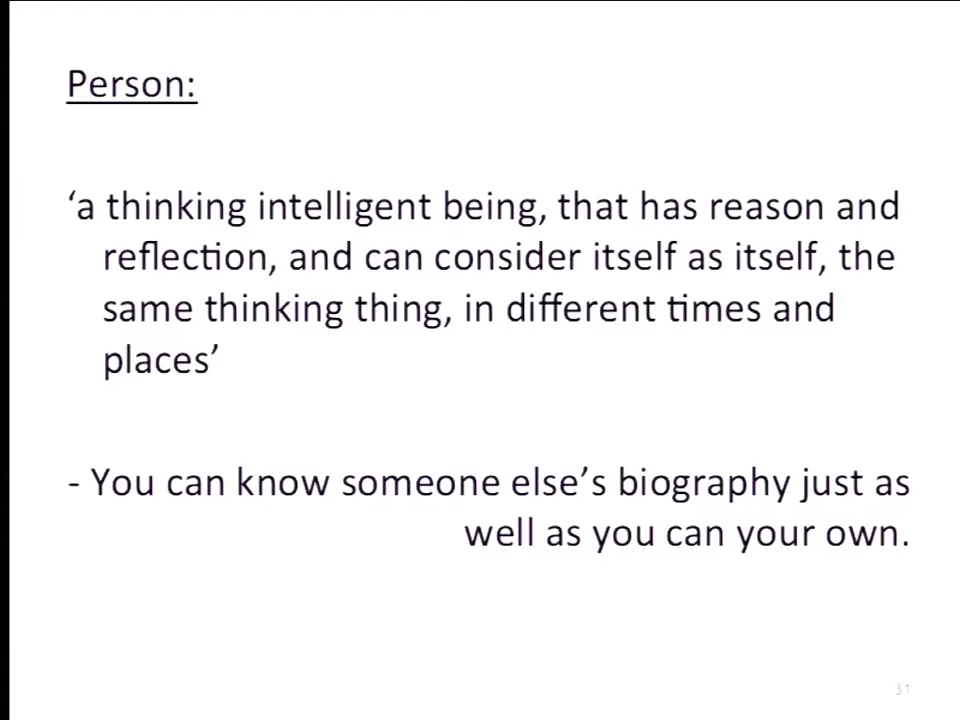 Person:
‘a thinking intelligent being, that has reason and
reflection, and can consider itself as itself, the
same thinking thing, in different times and
places’
- You can know someone else’s biography just as
well as you can your own.
31